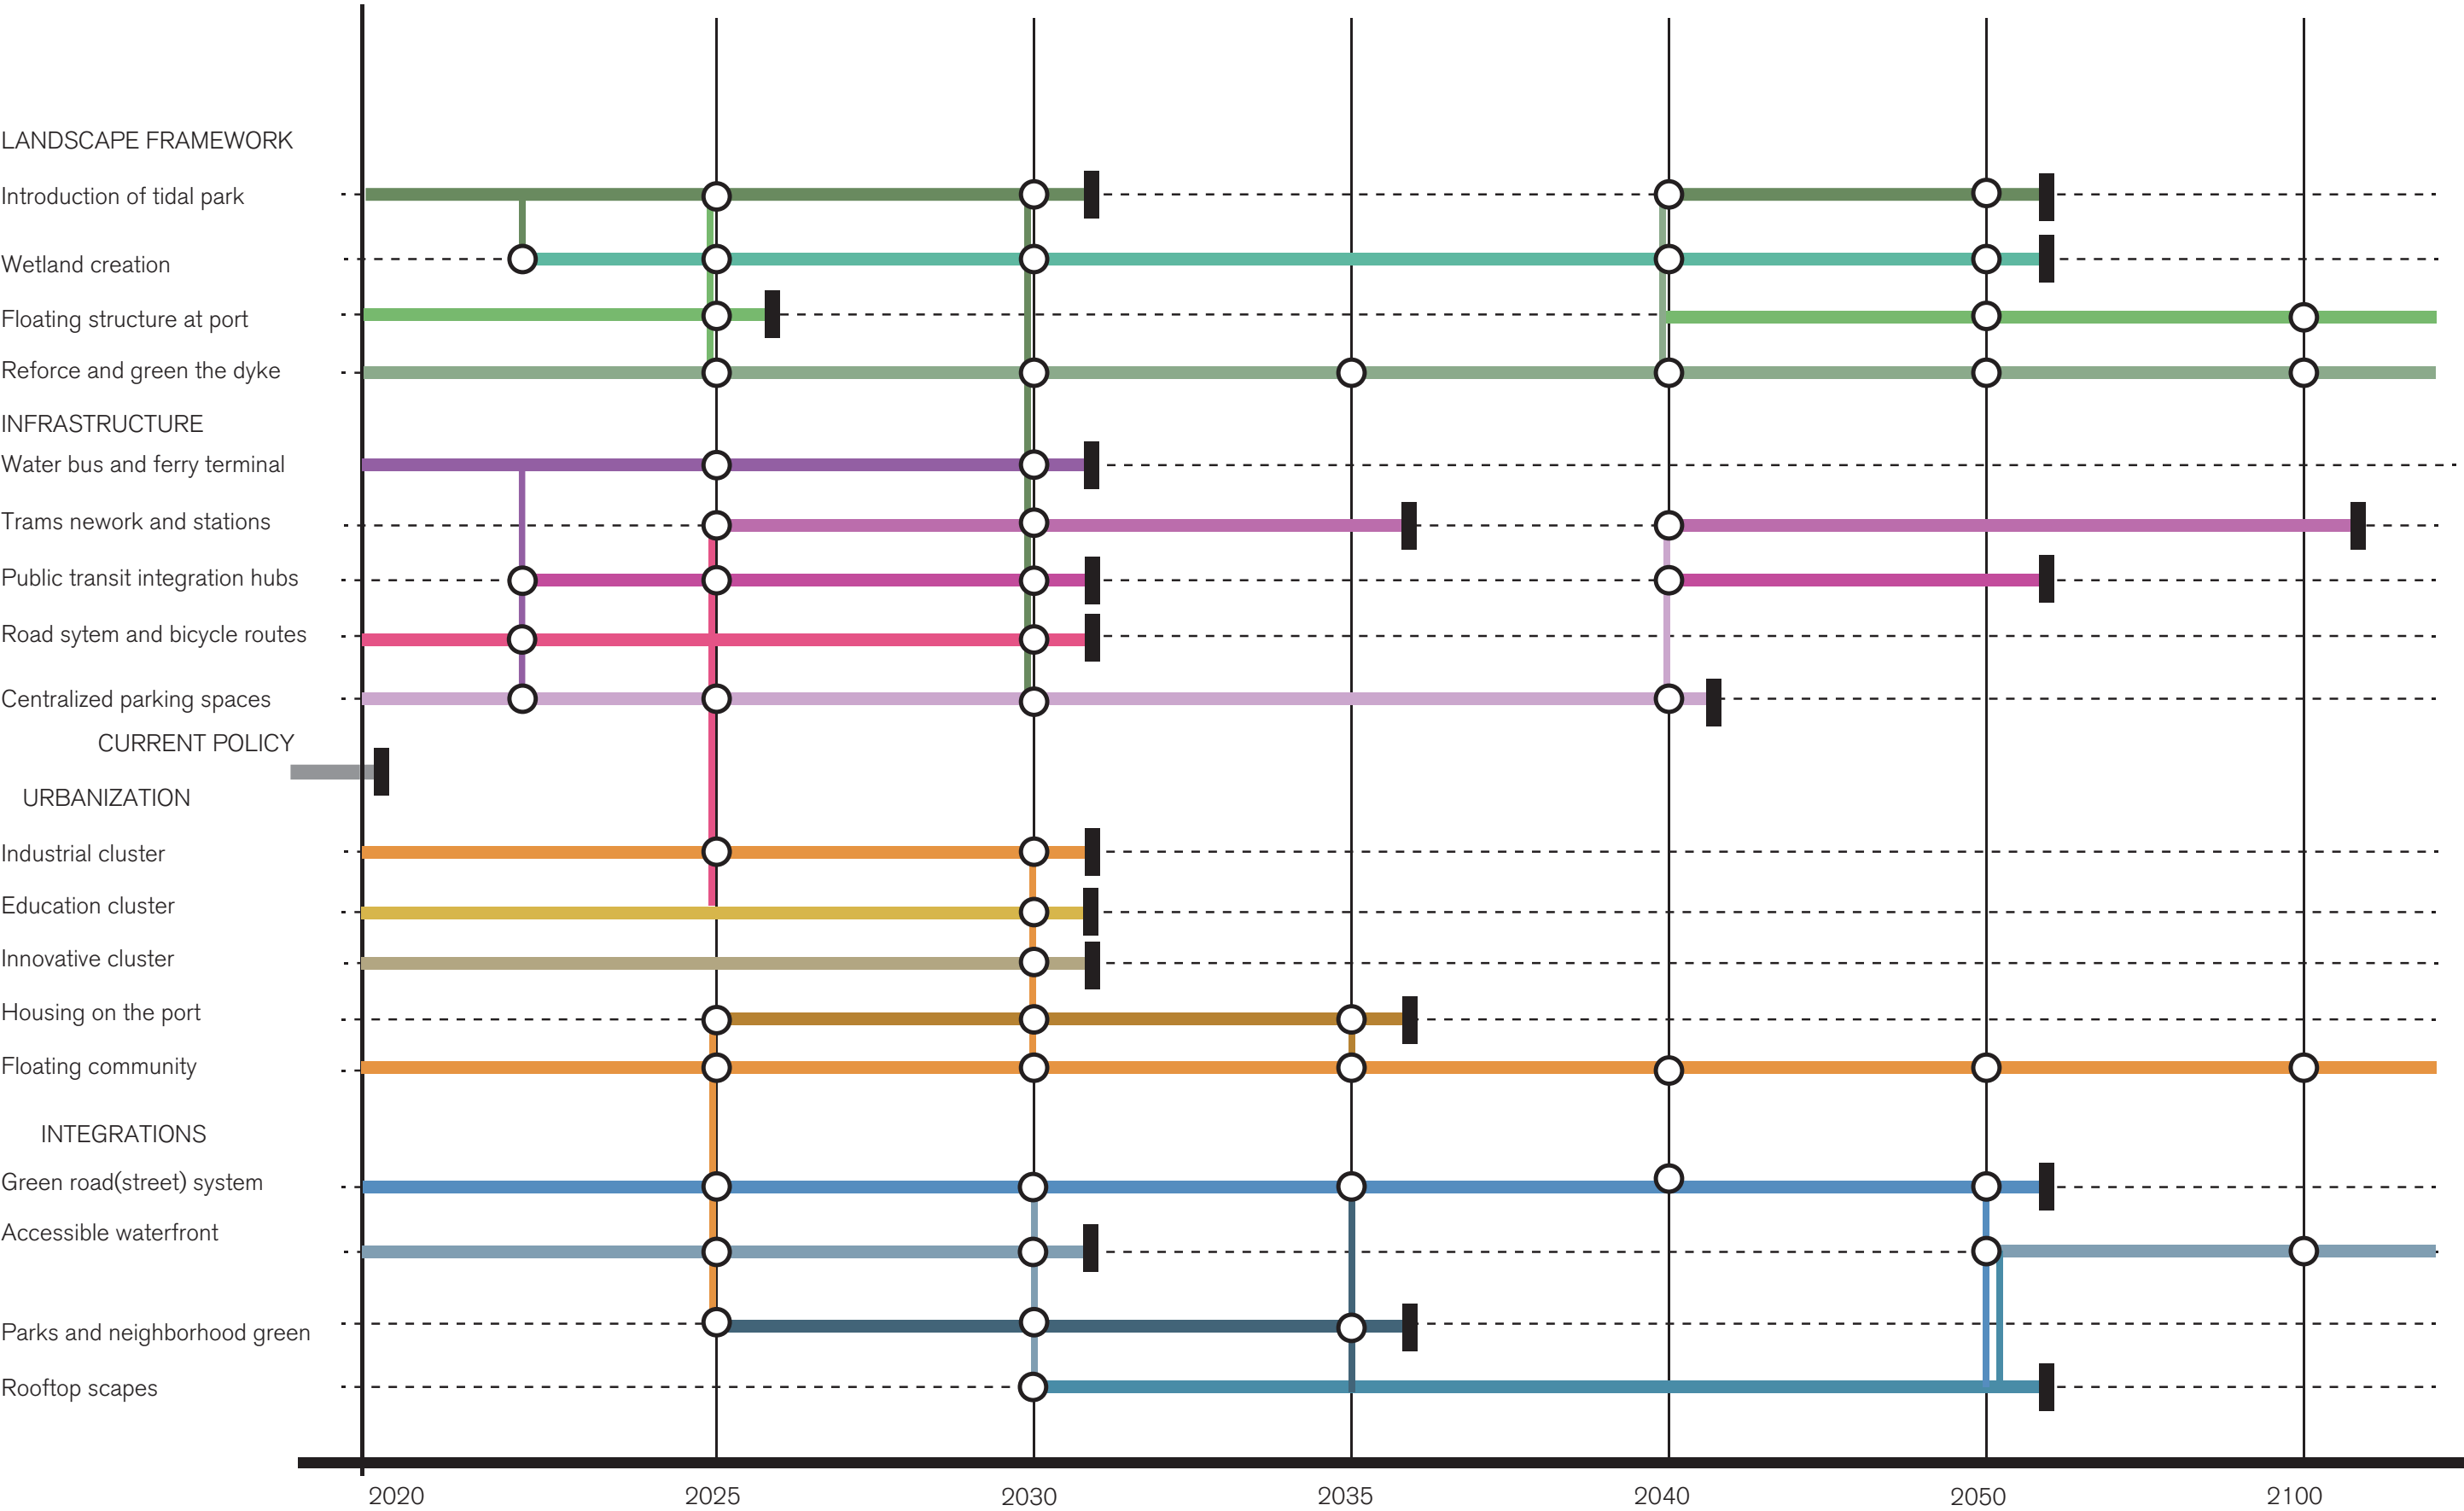 LANDSCAPE FRAMEWORK
Introduction of tidal park
Wetland creation
Floating structure at port
Reforce and green the dyke
INFRASTRUCTURE
Water bus and ferry terminal
Trams nework and stations
Public transit integration hubs
Road sytem and bicycle routes
Centralized parking spaces
CURRENT POLICY
URBANIZATION
Industrial cluster
Education cluster
Innovative cluster
Housing on the port
Floating community
INTEGRATIONS
Green road(street) system
Accessible waterfront
Parks and neighborhood green
Rooftop scapes
2020 2025 2030 2035 2040 2050 2100